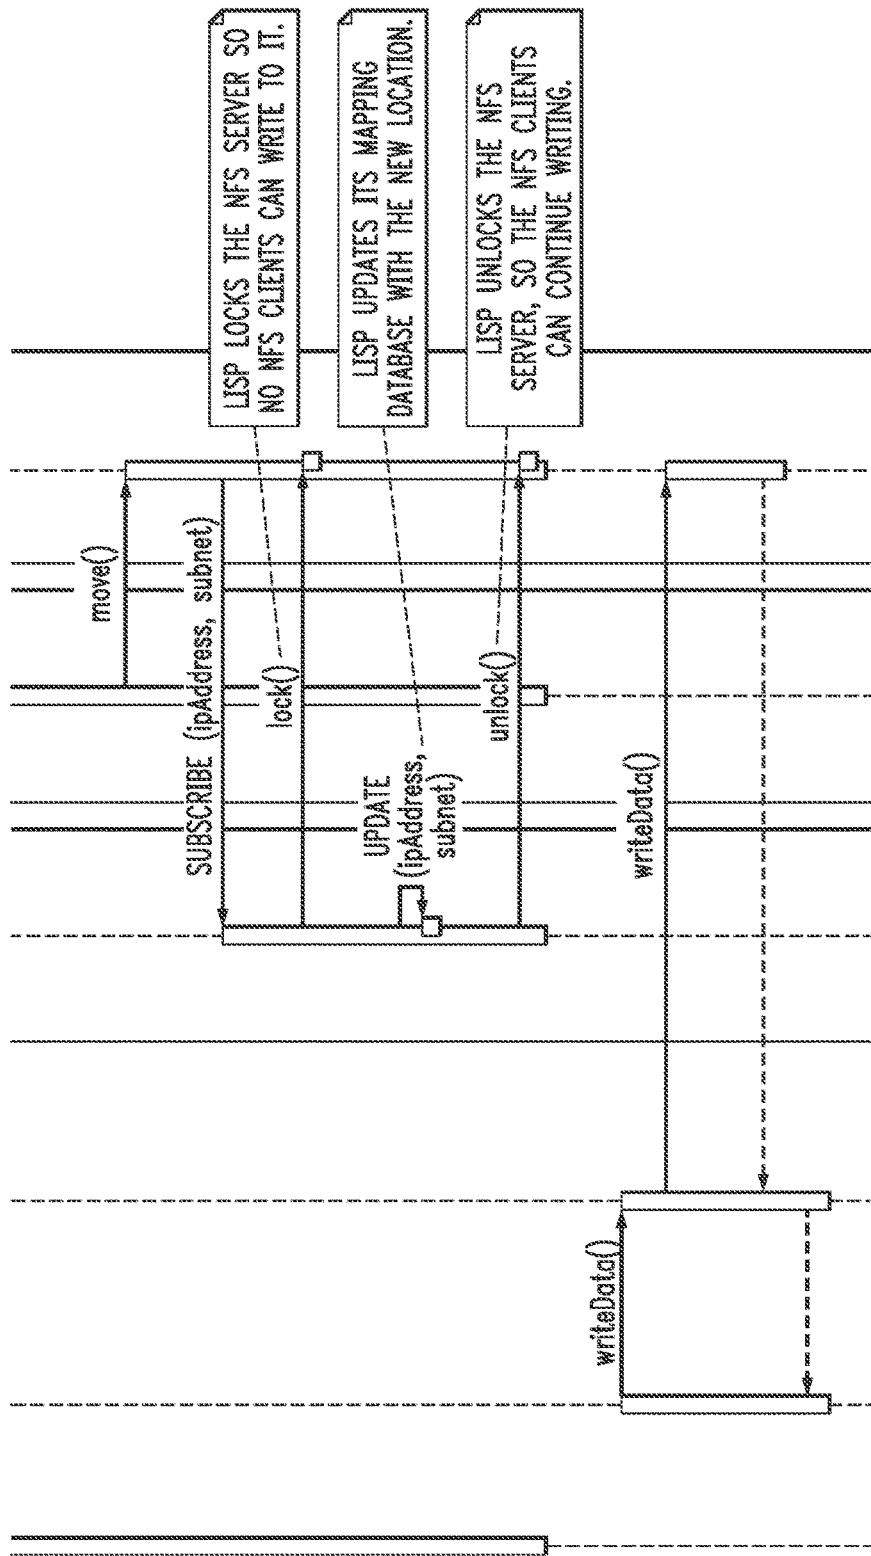 move()
SUBSCRIBE (ipAddress, subnet)
LISP LOCKS THE NFS SERVER SO
NO NFS CLIENTS CAN WRITE TO IT.
lock()
LISP UPDATES ITS MAPPING
DATABASE WITH THE NEW LOCATION.
UPDATE
(ipAddress,
subnet)
LISP UNLOCKS THE NFS
SERVER, SO THE NFS CLIENTS
CAN CONTINUE WRITING.
unlock()
writeData()
writeData()